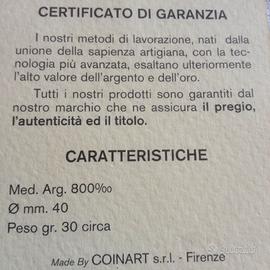 CERTIFICATO DI GARANZIA
I nostri metodi di lavorazione, nati dalla
unione della sapienza artigiana, con la tec-
nologia più avanzata, esaltano ulteriormente
l'alto valore dell'argento e dell'oro.
Tutti i nostri prodotti sono garantiti dal
nostro marchio che ne assicura il pregio,
l'autenticità ed il titolo.
CARATTERISTICHE
Med. Arg. 800‰
Ø mm. 40
Peso gr. 30 circa
Made By COINART s.r.l. - Firenze